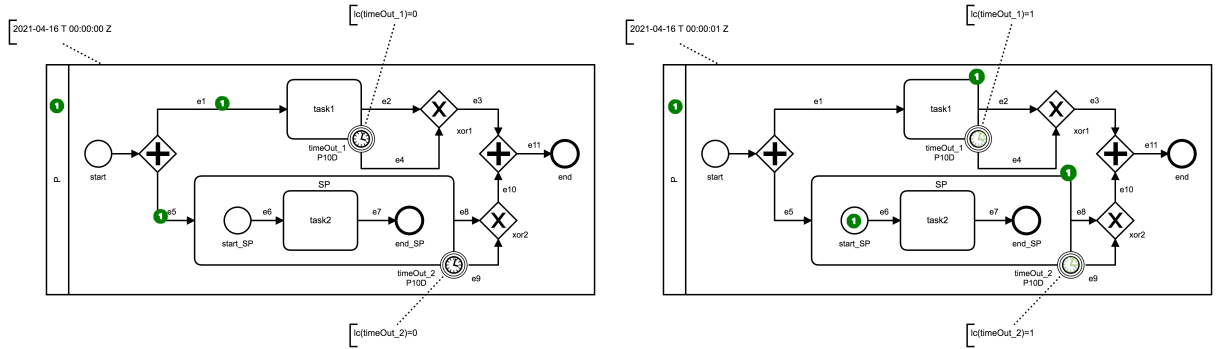 2021-04-16 T 00:00:00 Z
lc(timeOut_1)=0
P
1
start
e1
1
task1
e2
X
e3
xor1
timeOut_1
P10D
e4
e11
end
1
e5
SP
e6
start_SP
task2
e7
end_SP
e8
X
e10
xor2
timeOut_2
P10D
e9
lc(timeOut_2)=0
2021-04-16 T 00:00:01 Z
lc(timeOut_1)=1
P
1
start
e1
task1
1
e2
X
e3
xor1
timeOut_1
P10D
e4
e11
end
e5
SP
1
1
start_SP
e6
task2
e7
end_SP
e8
X
e10
xor2
timeOut_2
P10D
e9
lc(timeOut_2)=1